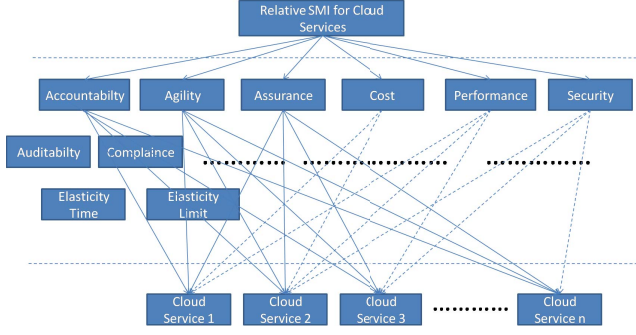 Relative SMI for Cloud
Services
Accountabilty
Agility
Assurance
Cost
Performance
Security
Auditabilty
Complaince
Elasticity
Time
Elasticity
Limit
Cloud
Service 1
Cloud
Service 2
Cloud
Service 3
Cloud
Service n